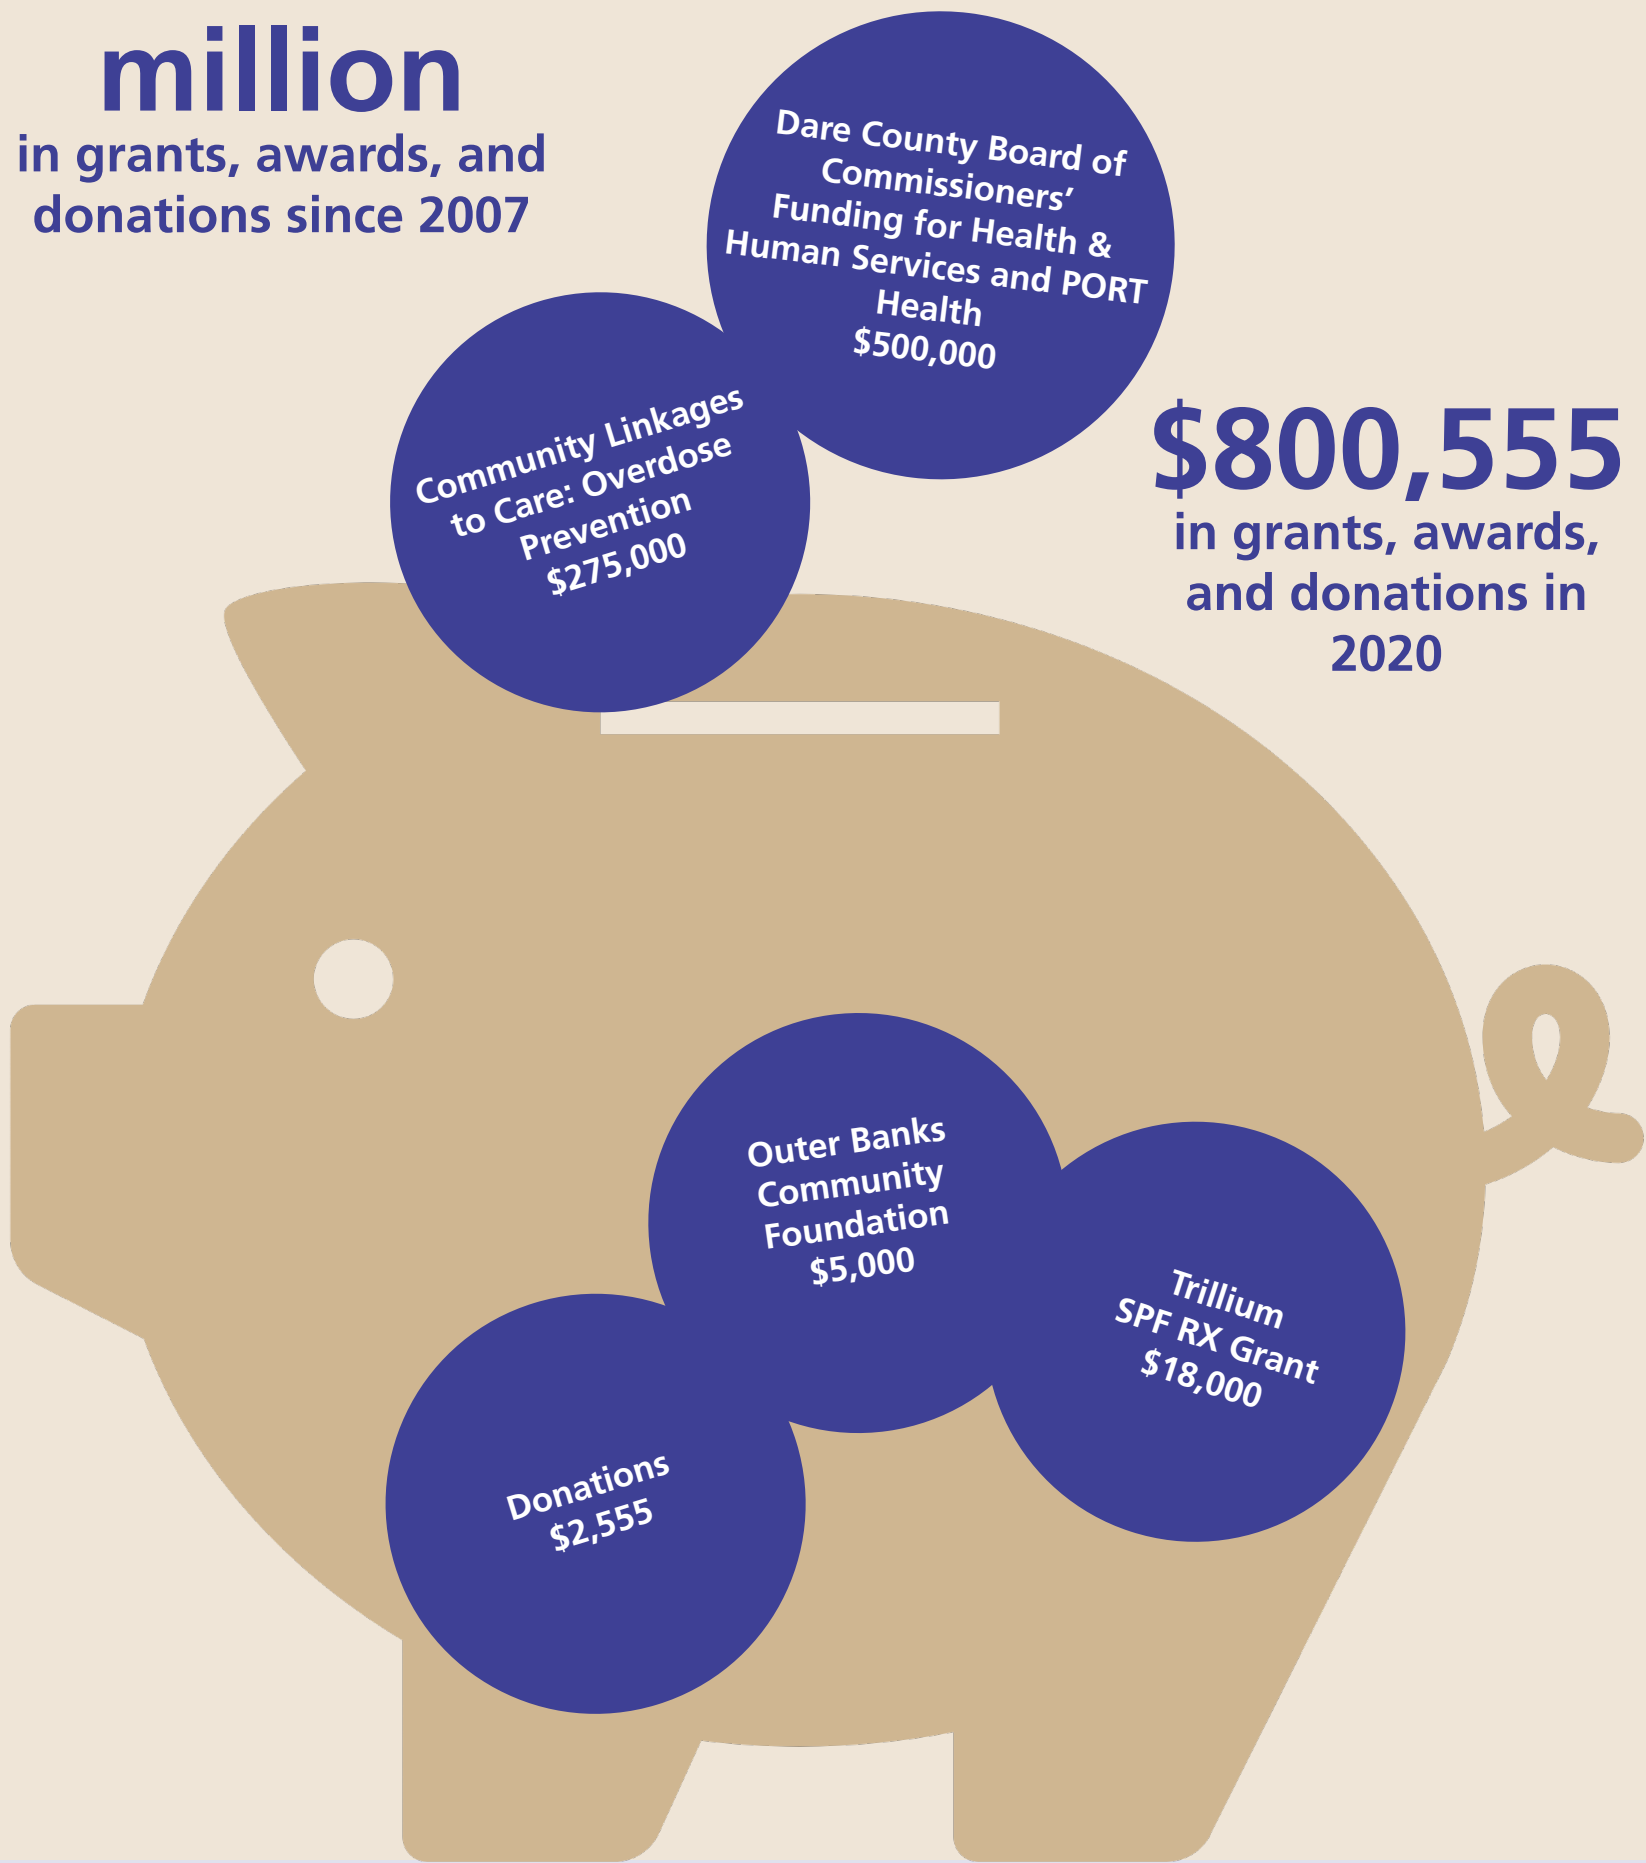 million
in grants, awards, and
donations since 2007
Dare County Board of
Commissioners’
Funding for Health &
Human Services and PORT
Health
$500,000
Community Linkages
to Care: Overdose
Prevention
$275,000
$800,555
in grants, awards,
and donations in
2020
Outer Banks
Community
Foundation
$5,000
Trillium
SPF RX Grant
$18,000
Donations
$2,555